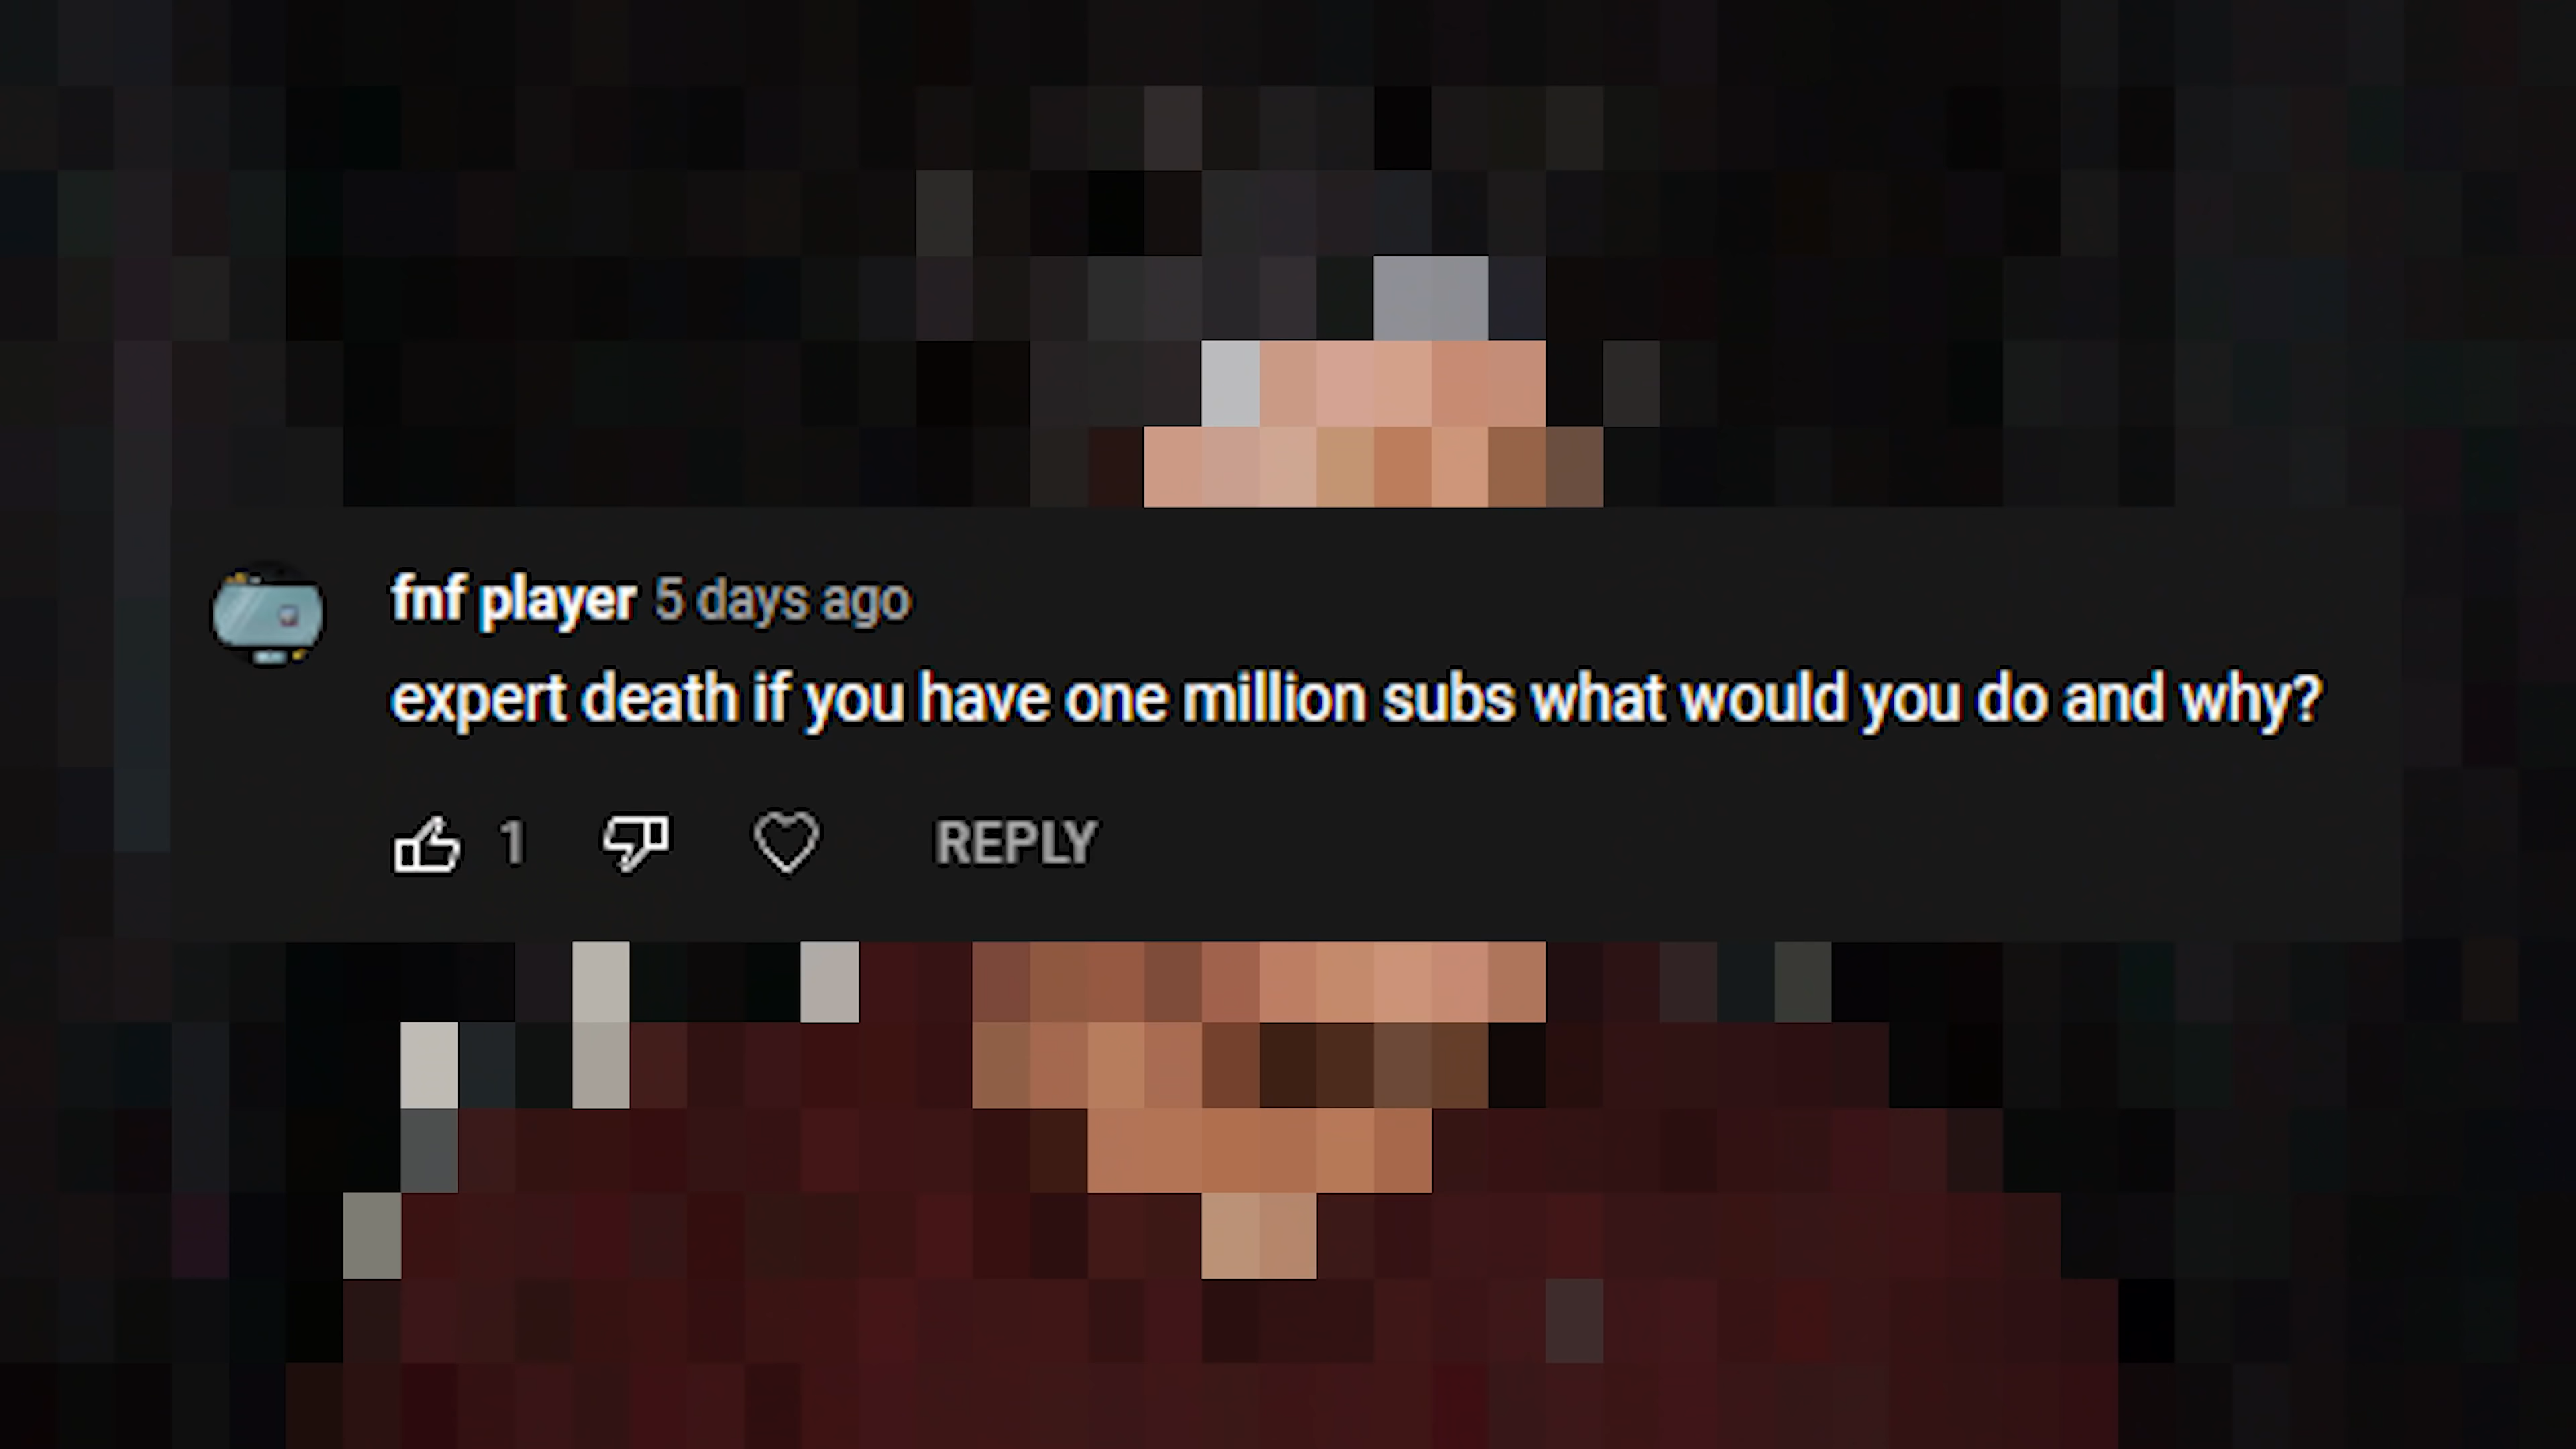 fnf player 5 days ago
expert death if you have one million subs what would you do and why?
1 REPLY